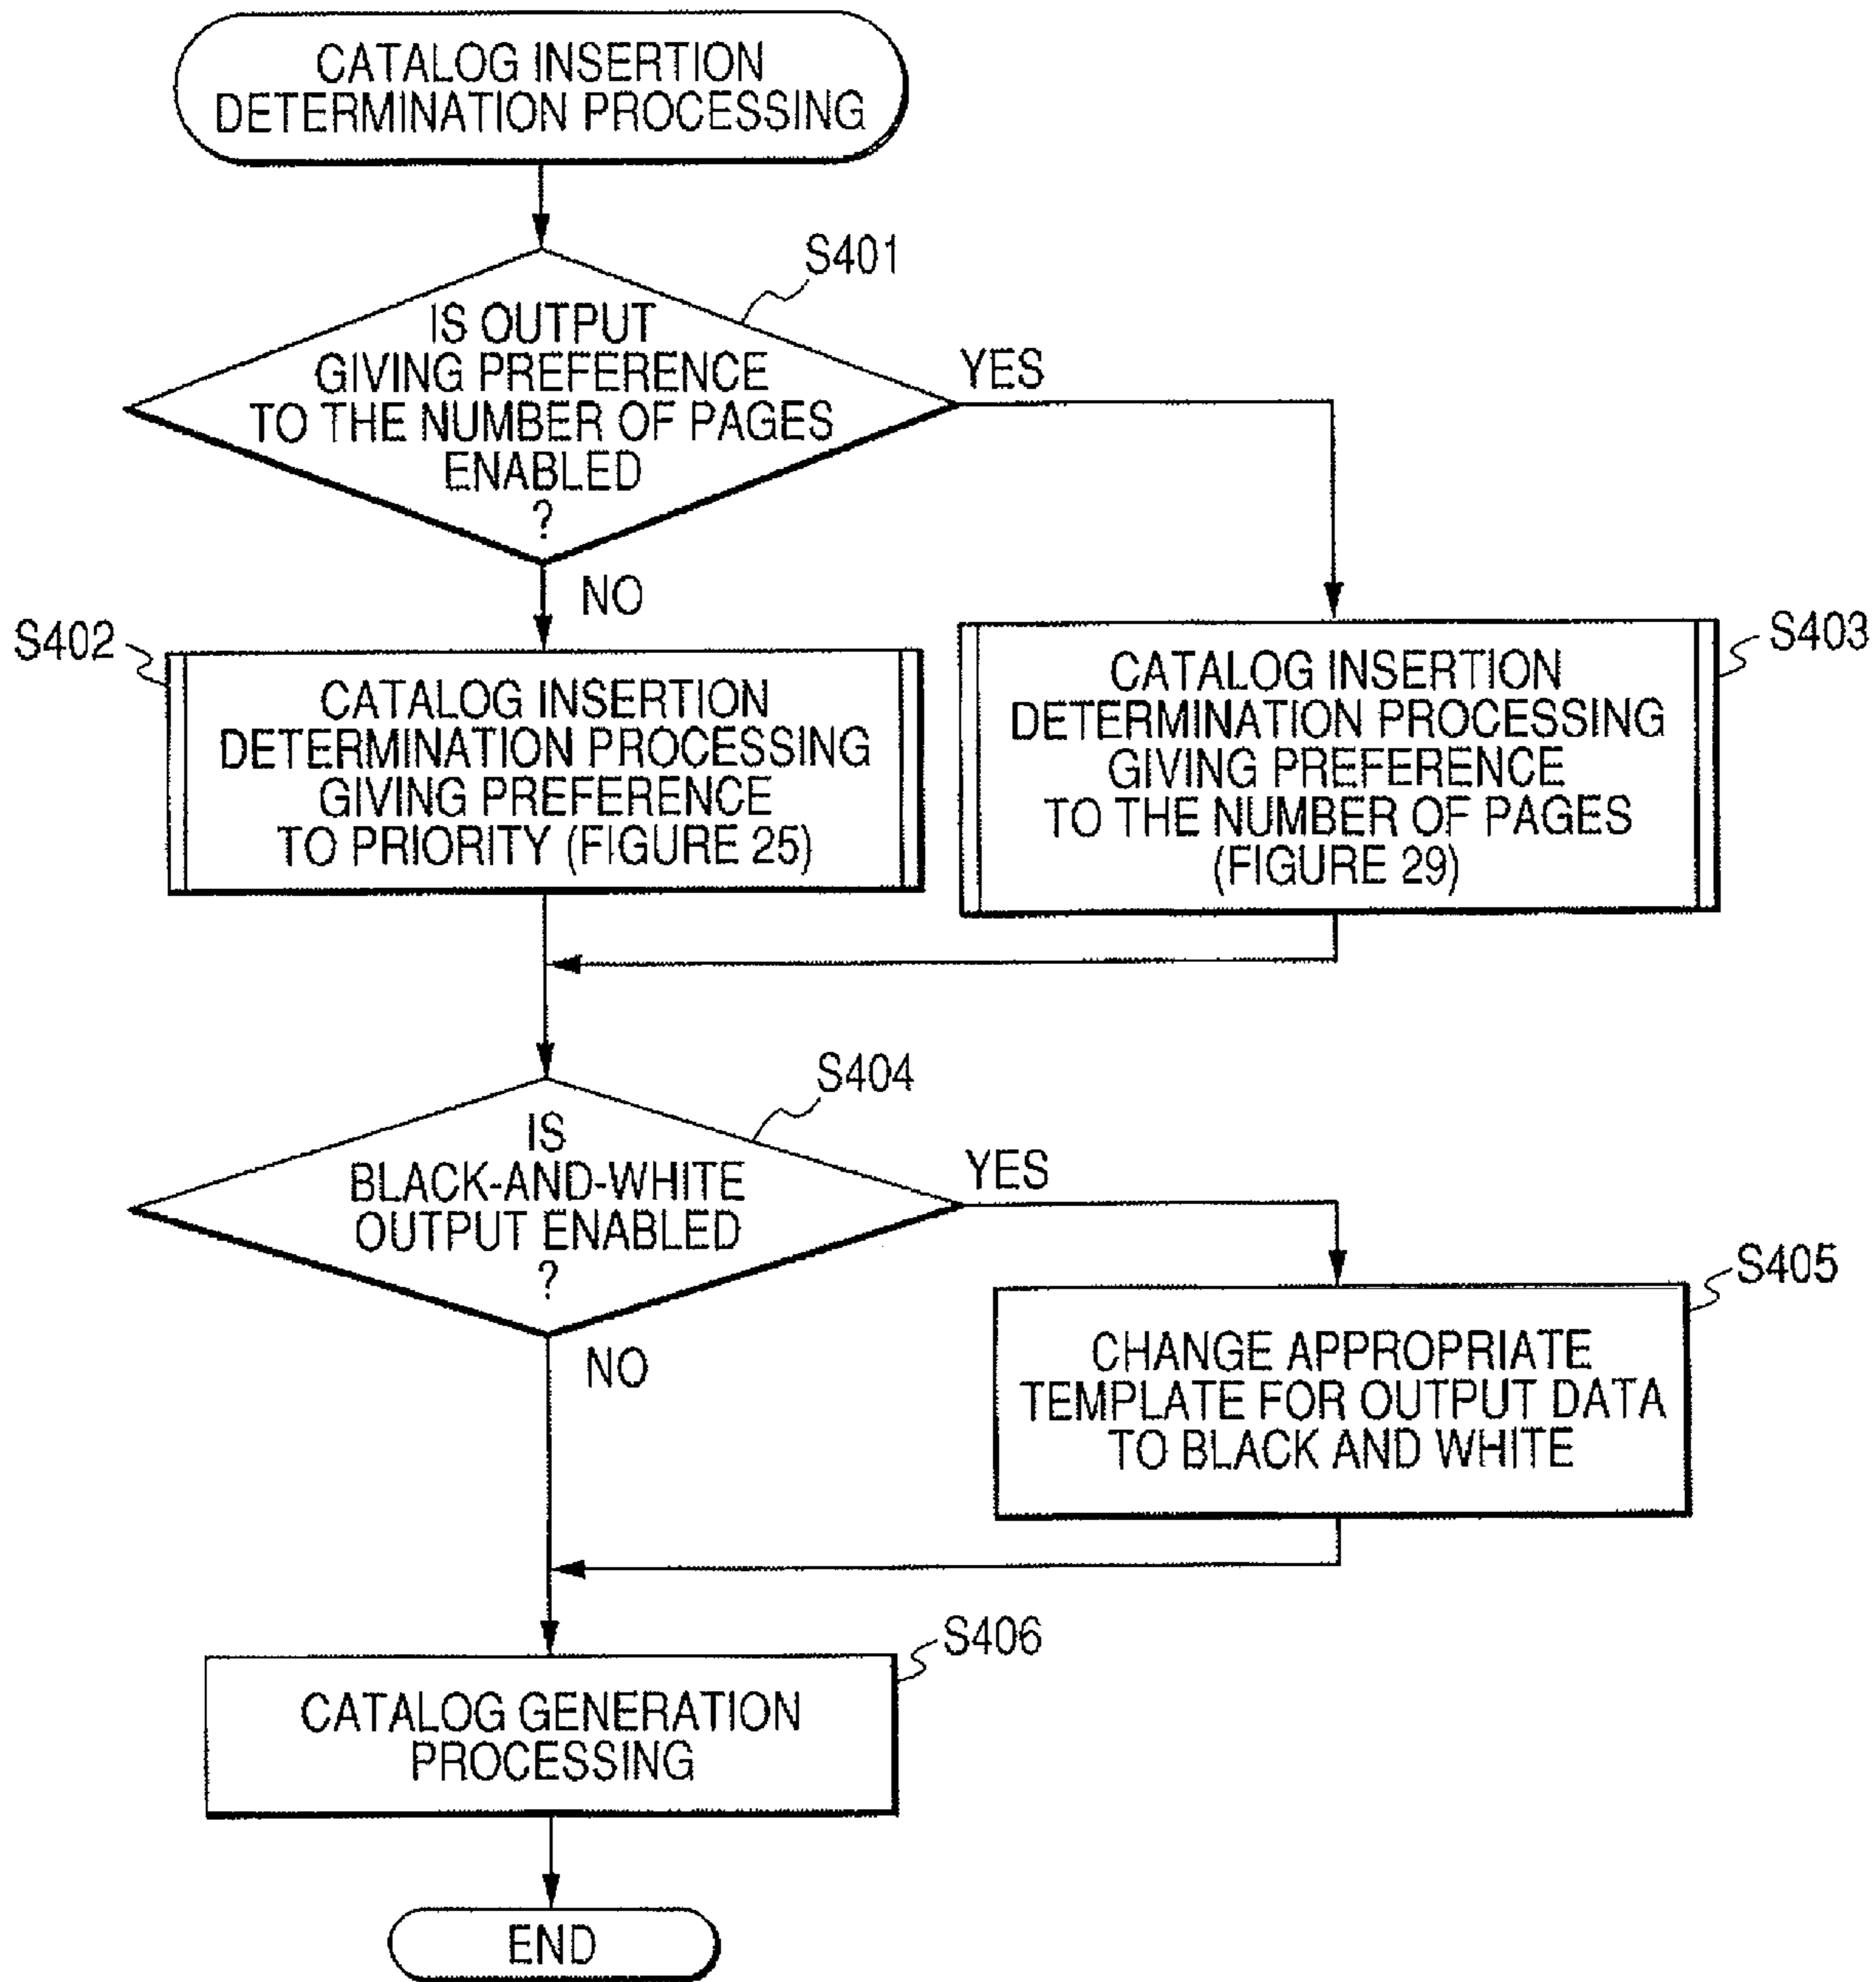 CATALOG INSERTION
DETERMINATION PROCESSING
S401
IS OUTPUT
GIVING PREFERENCE
TO THE NUMBER OF PAGES
ENABLED
?
YES
NO
S402
CATALOG INSERTION
DETERMINATION PROCESSING
GIVING PREFERENCE
TO PRIORITY (FIGURE 25)
S403
CATALOG INSERTION
DETERMINATION PROCESSING
GIVING PREFERENCE
TO THE NUMBER OF PAGES
(FIGURE 29)
S404
IS
BLACK-AND-WHITE
OUTPUT ENABLED
?
YES
NO
S405
CHANGE APPROPRIATE
TEMPLATE FOR OUTPUT DATA
TO BLACK AND WHITE
S406
CATALOG GENERATION
PROCESSING
END